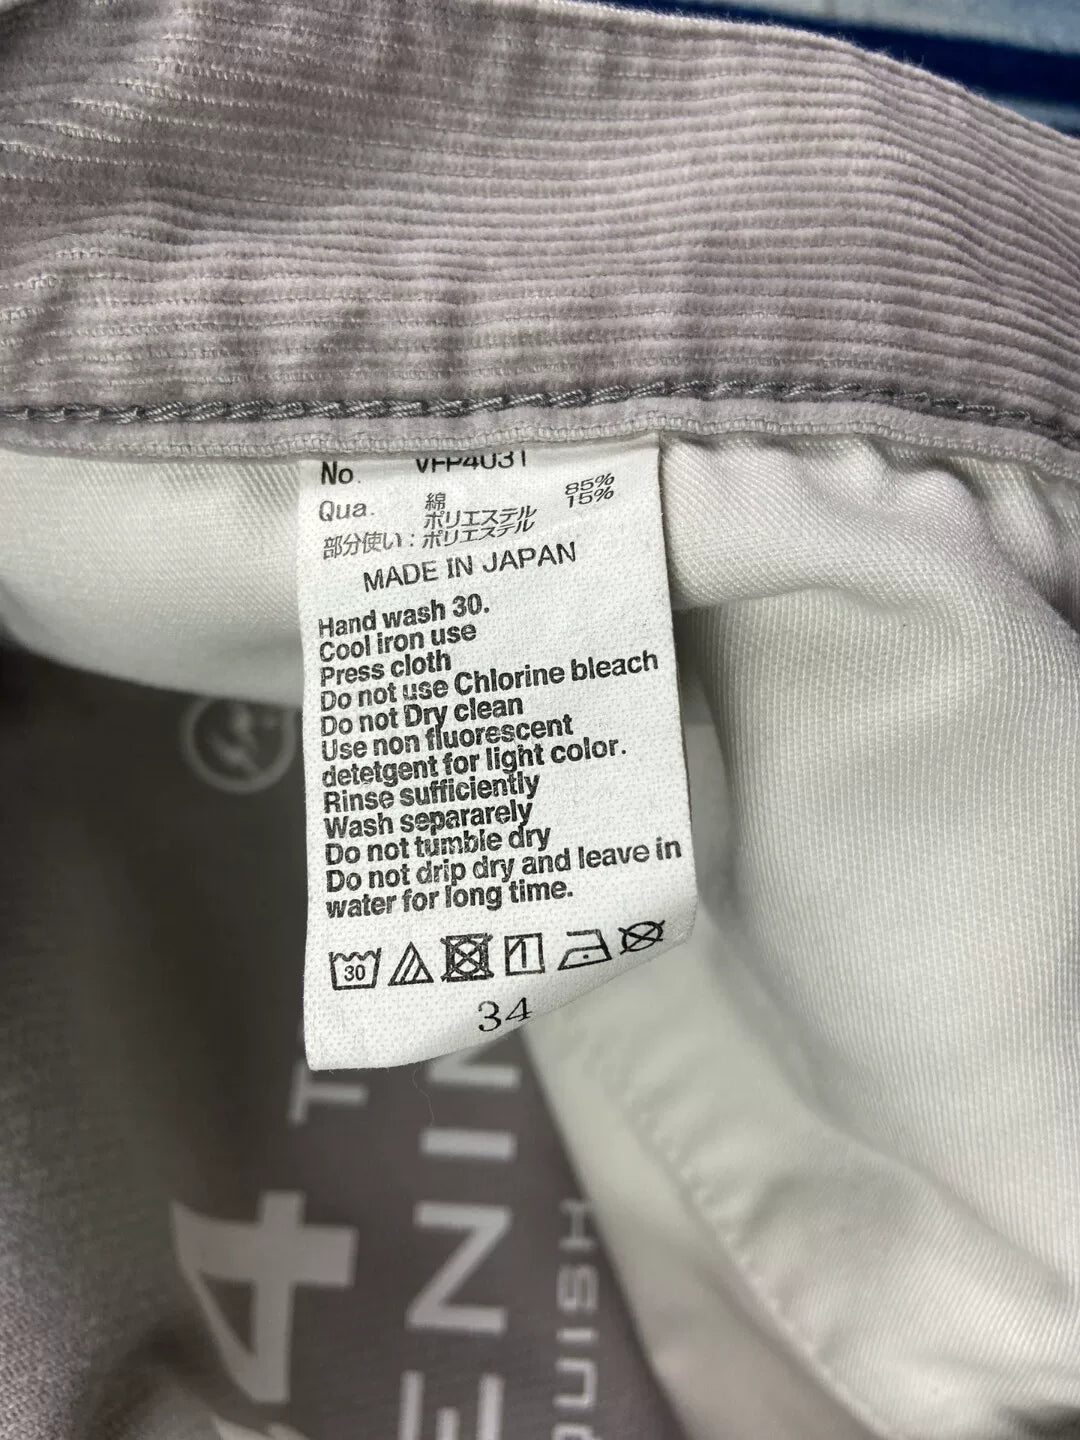 No. VFP4031
Qua. 綿 85%
ポリエステル 15%
部分使い：ポリエステル
MADE IN JAPAN
Hand wash 30.
Cool iron use
Press cloth
Do not use Chlorine bleach
Do not Dry clean
Use non fluorescent
detetgent for light color.
Rinse sufficiently
Wash separarely
Do not tumble dry
Do not drip dry and leave in
water for long time.
30
34
4 T
ENIN
QUISH